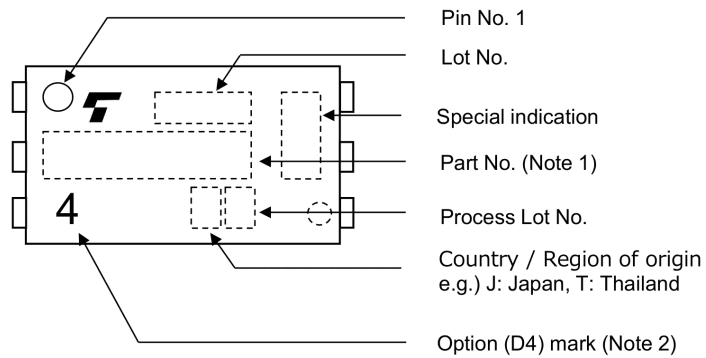 Pin No. 1
Lot No.
Special indication
Part No. (Note 1)
4
Process Lot No.
Country / Region of origin
e.g.) J: Japan, T: Thailand
Option (D4) mark (Note 2)